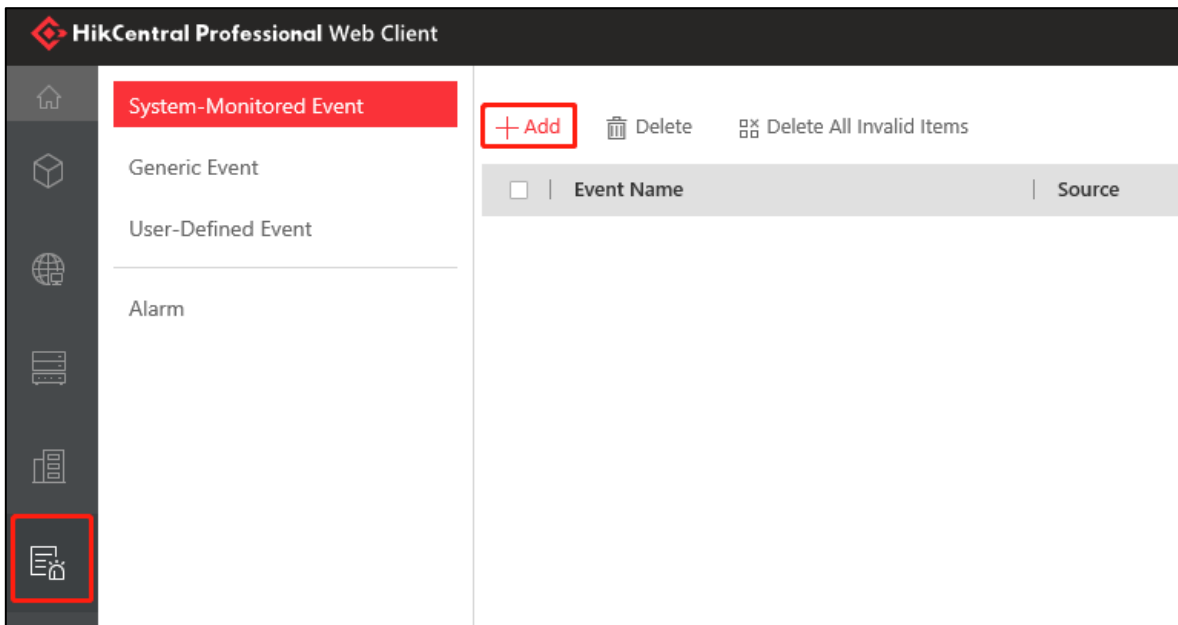 HikCentral Professional Web Client
System-Monitored Event
Generic Event
User-Defined Event
Alarm
Add Delete Delete All Invalid Items
Event Name Source